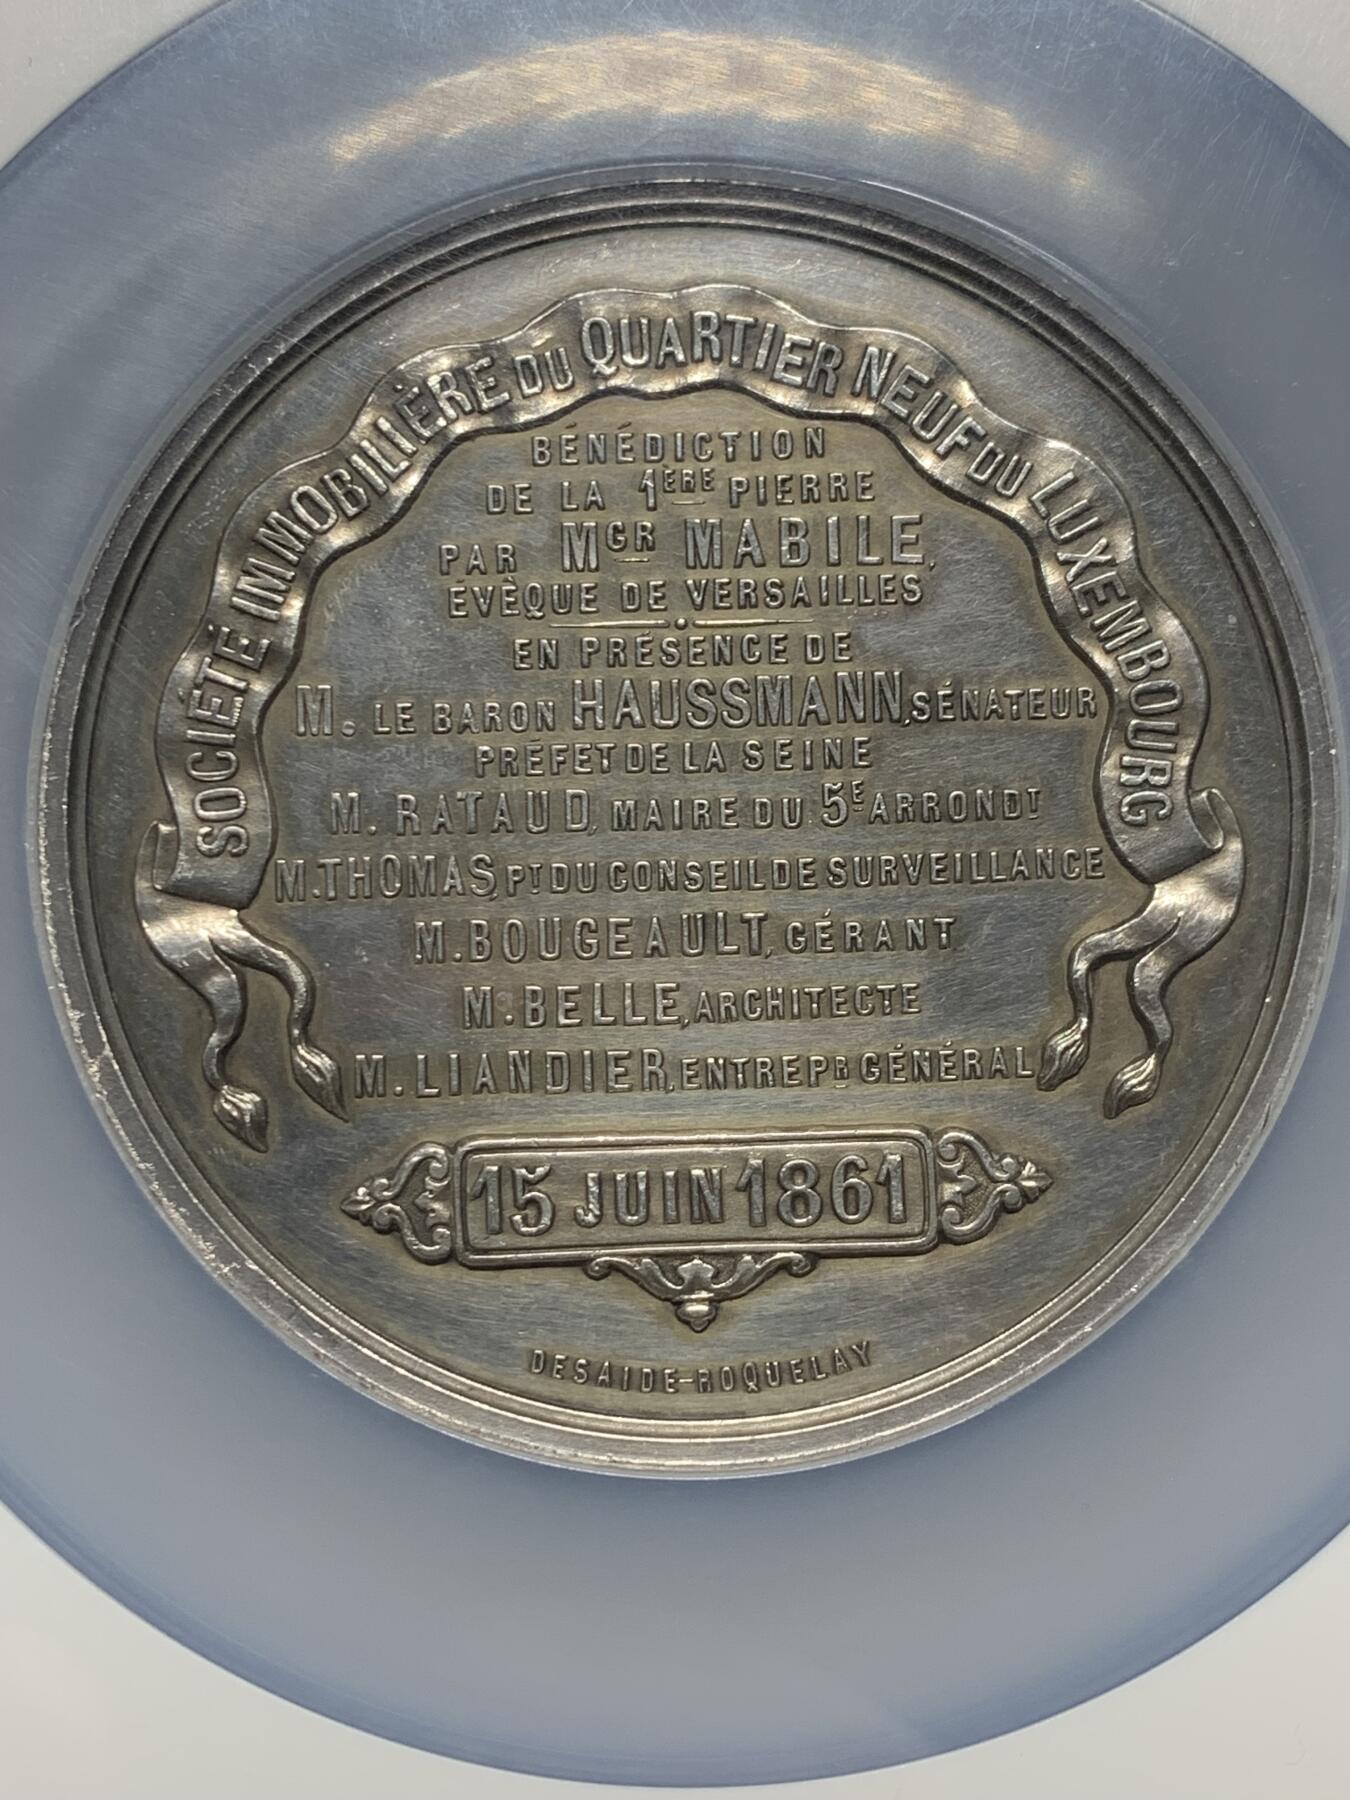 SOCIÉTÉ IMMOBILIÈRE DU QUARTIER NEUF DU LUXEMBOURG
BÉNÉDICTION
DE LA 1ÈRE PIERRE
PAR MGR MABILE,
ÉVÊQUE DE VERSAILLES
EN PRÉSENCE DE
M. LE BARON HAUSSMANN, SÉNATEUR
PRÉFET DE LA SEINE
M. RATAUD, MAIRE DU 5E ARRONDT
M. THOMAS, PT DU CONSEIL DE SURVEILLANCE
M. BOUGEAULT, GÉRANT
M. BELLE, ARCHITECTE
M. LIANDIER, ENTREPR GÉNÉRAL
15 JUIN 1861
DESAIDE-ROQUELAY